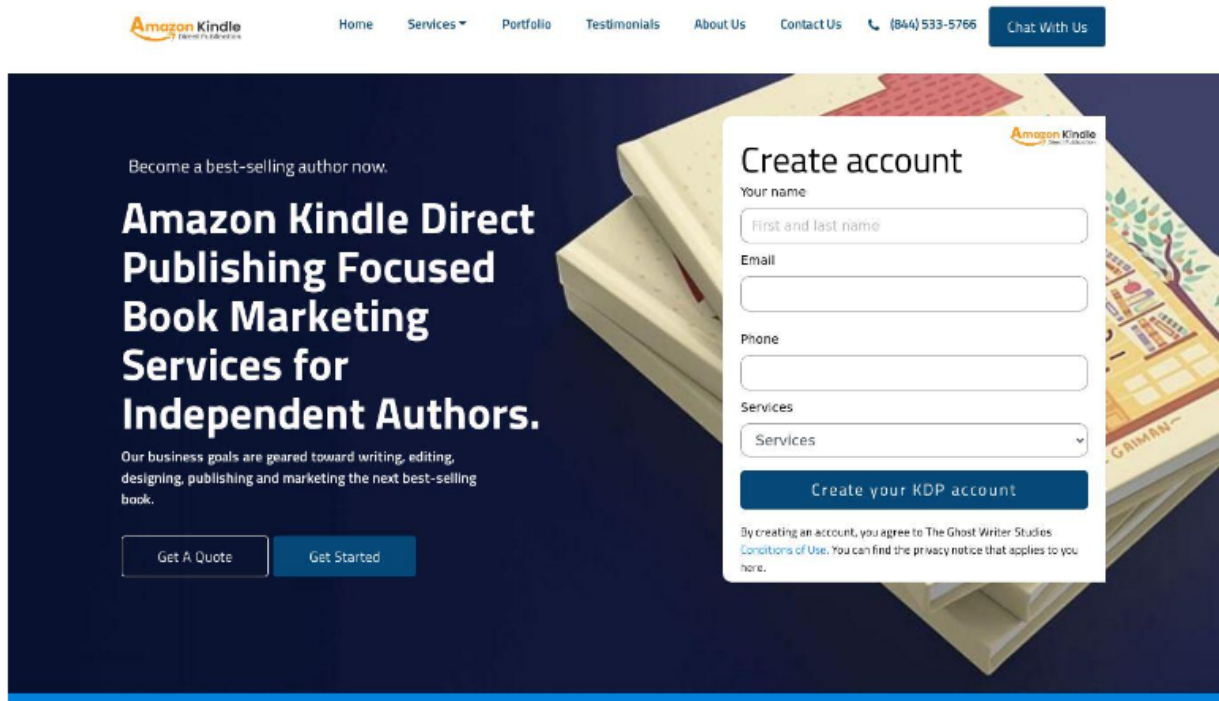 Amazon Kindle
Direct Publication
Home Services Portfolio Testimonials About Us Contact Us (844) 533-5766 Chat With Us
Become a best-selling author now.
Amazon Kindle Direct
Publishing Focused
Book Marketing
Services for
Independent Authors.
Our business goals are geared toward writing, editing,
designing, publishing and marketing the next best-selling
book.
Get A Quote Get Started
Amazon Kindle
Direct Publication
Create account
Your name
First and last name
Email
Phone
Services
Services
Create your KDP account
By creating an account, you agree to The Ghost Writer Studios
Conditions of Use. You can find the privacy notice that applies to you
here.
GAIMAN